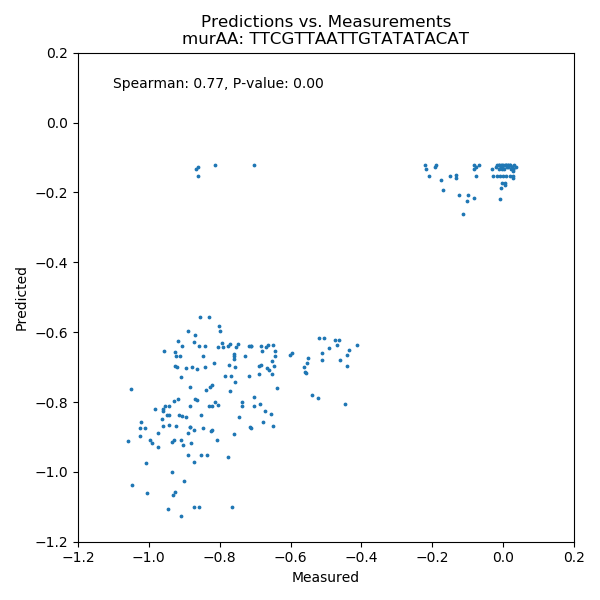 Predictions vs. Measurements
murAA: TTCGTTAATTGTATATACAT
Spearman: 0.77, P-value: 0.00
0.2
0.0
−0.2
−0.4
−0.6
−0.8
−1.0
−1.2
Predicted
−1.2 −1.0 −0.8 −0.6 −0.4 −0.2 0.0 0.2
Measured